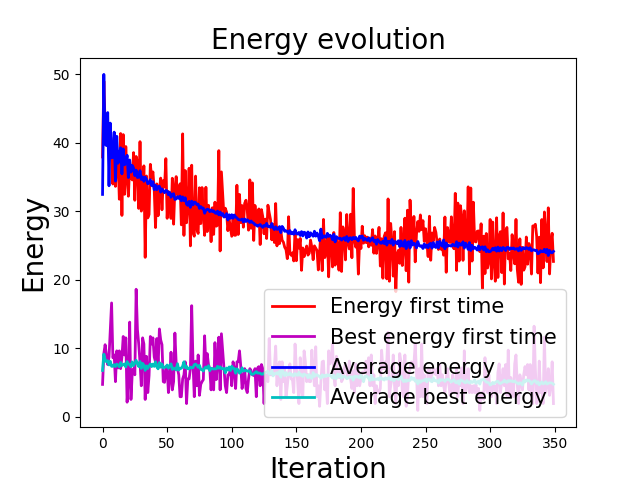 Energy evolution
50
40
30
20
10
0
Energy
Energy first time
Best energy first time
Average energy
Average best energy
0 50 100 150 200 250 300 350
Iteration